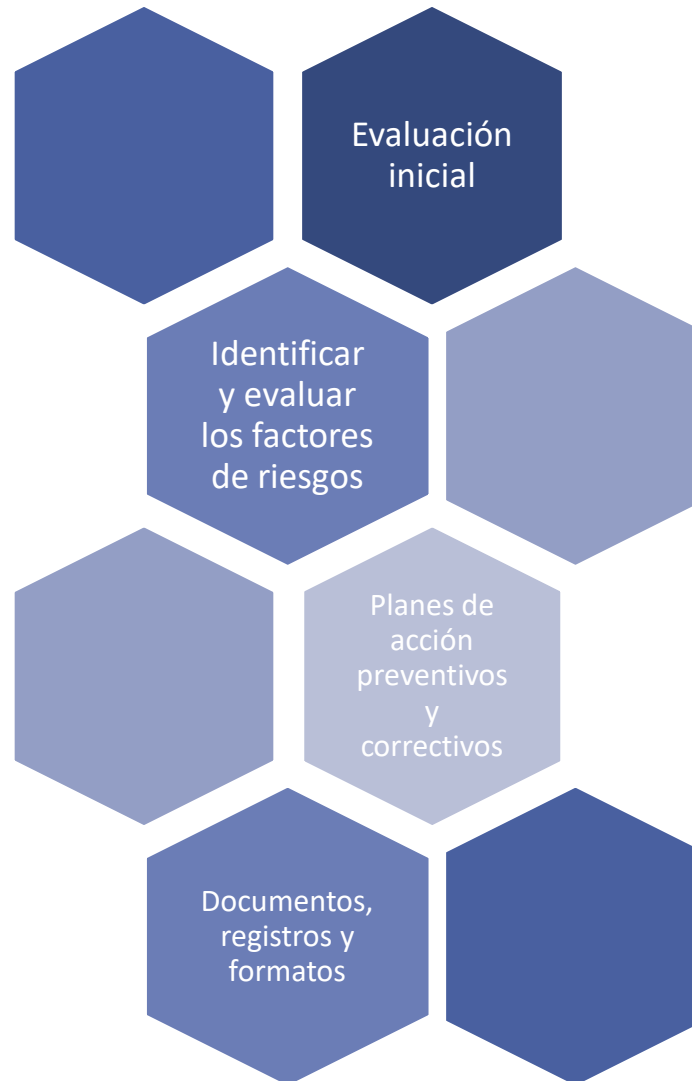 Evaluación
inicial
Identificar
y evaluar
los factores
de riesgos
Planes de
acción
preventivos
y
correctivos
Documentos,
registros y
formatos